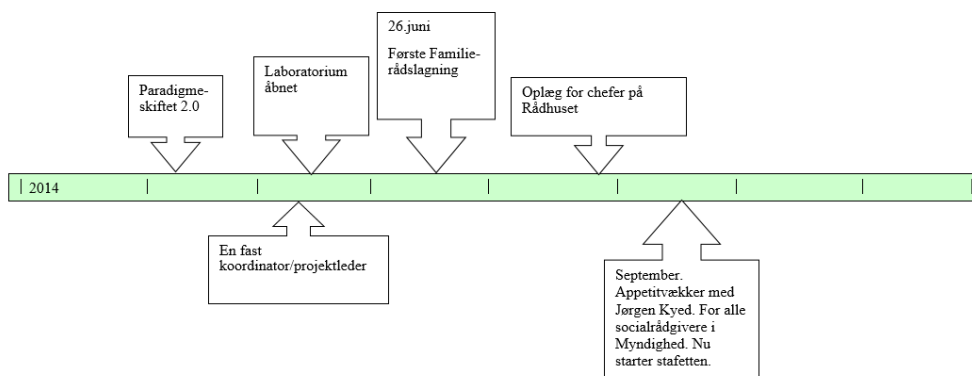 26.juni
Første Familie-
rådslagning
Laboratorium
åbnet
Paradigme-
skiftet 2.0
Oplæg for chefer på
Rådhuset
2014
En fast
koordinator/projektleder
September.
Appetitvækker med
Jørgen Kyed. For alle
socialrådgivere i
Myndighed. Nu
starter stafetten.